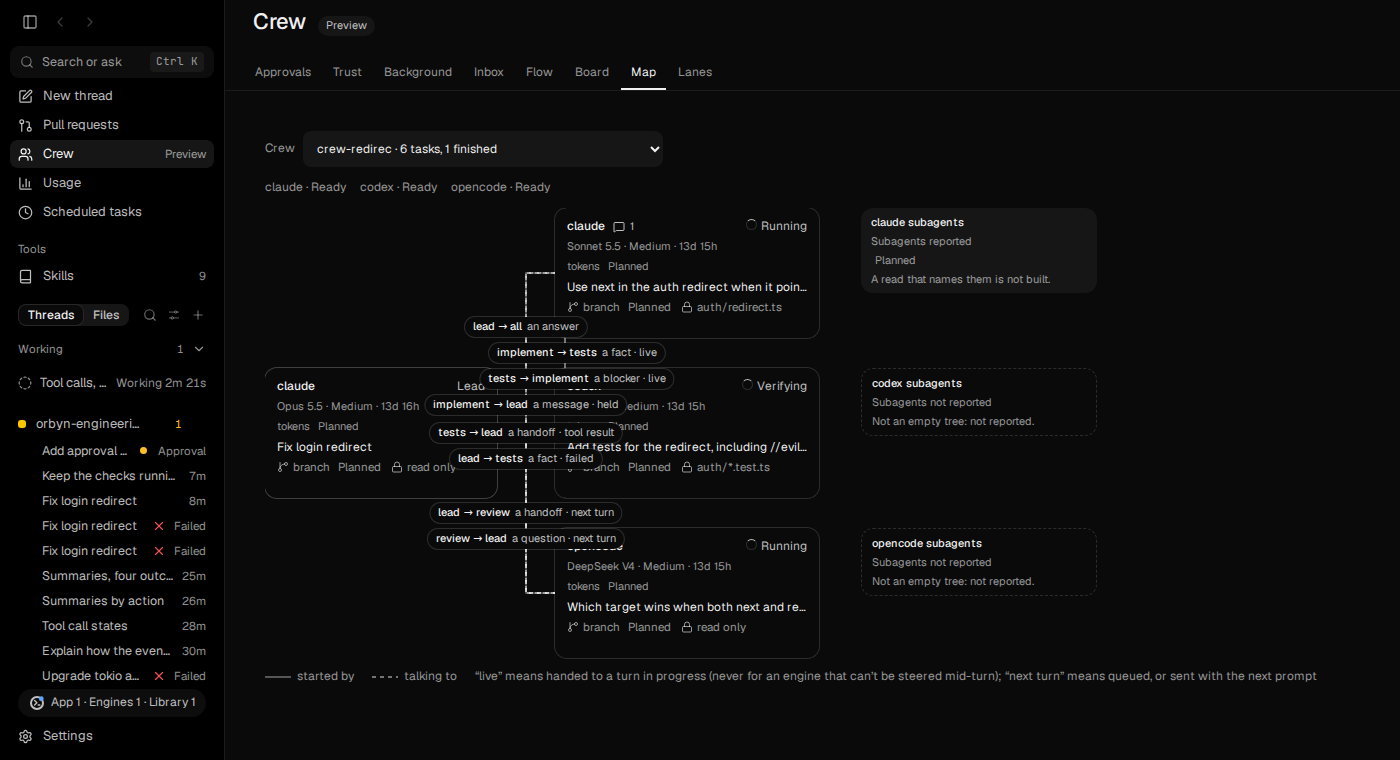 Search or ask Ctrl K
New thread
Pull requests
Crew Preview
Usage
Scheduled tasks
Tools
Skills 9
Threads Files
Working 1
Tool calls, ... Working 2m 21s
orbyn-engineeri... 1
Add approval ... Approval
Keep the checks runni... 7m
Fix login redirect 8m
Fix login redirect Failed
Fix login redirect Failed
Summaries, four outc... 25m
Summaries by action 26m
Tool call states 28m
Explain how the even... 30m
Upgrade tokio a... Failed
App 1 · Engines 1 · Library 1
Settings
Crew Preview
Approvals Trust Background Inbox Flow Board Map Lanes
Crew crew-redirec · 6 tasks, 1 finished
claude · Ready codex · Ready opencode · Ready
claude 1 Running
Sonnet 5.5 · Medium · 13d 15h
tokens Planned
Use next in the auth redirect when it poin...
branch Planned auth/redirect.ts
claude subagents
Subagents reported
Planned
A read that names them is not built.
lead → all an answer
implement → tests a fact · live
tests → implement a blocker · live
implement → lead a message · held
tests → lead a handoff · tool result
lead → tests a fact · failed
lead → review a handoff · next turn
review → lead a question · next turn
claude Lead
Opus 5.5 · Medium · 13d 16h
tokens Planned
Fix login redirect
branch Planned read only
Verifying
edium · 13d 15h
Planned
Add tests for the redirect, including //evil...
branch Planned auth/*.test.ts
codex subagents
Subagents not reported
Not an empty tree: not reported.
Running
DeepSeek V4 · Medium · 13d 15h
tokens Planned
Which target wins when both next and re...
branch Planned read only
opencode subagents
Subagents not reported
Not an empty tree: not reported.
started by talking to “live” means handed to a turn in progress (never for an engine that can’t be steered mid-turn); “next turn” means queued, or sent with the next prompt